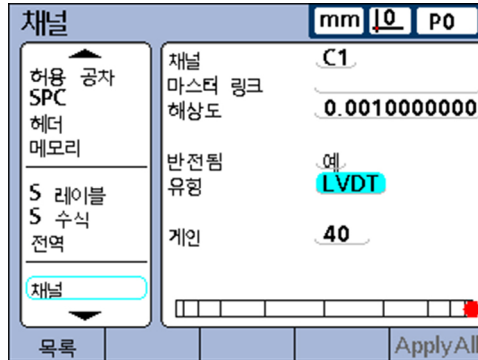 채널 mm 0 P0
허용 공차
SPC
헤더
메모리
S 레이블
S 수식
전역
채널
채널 C1
마스터 링크
해상도 0.0010000000
반전됨 예
유형 LVDT
게인 40
목록 ApplyAll